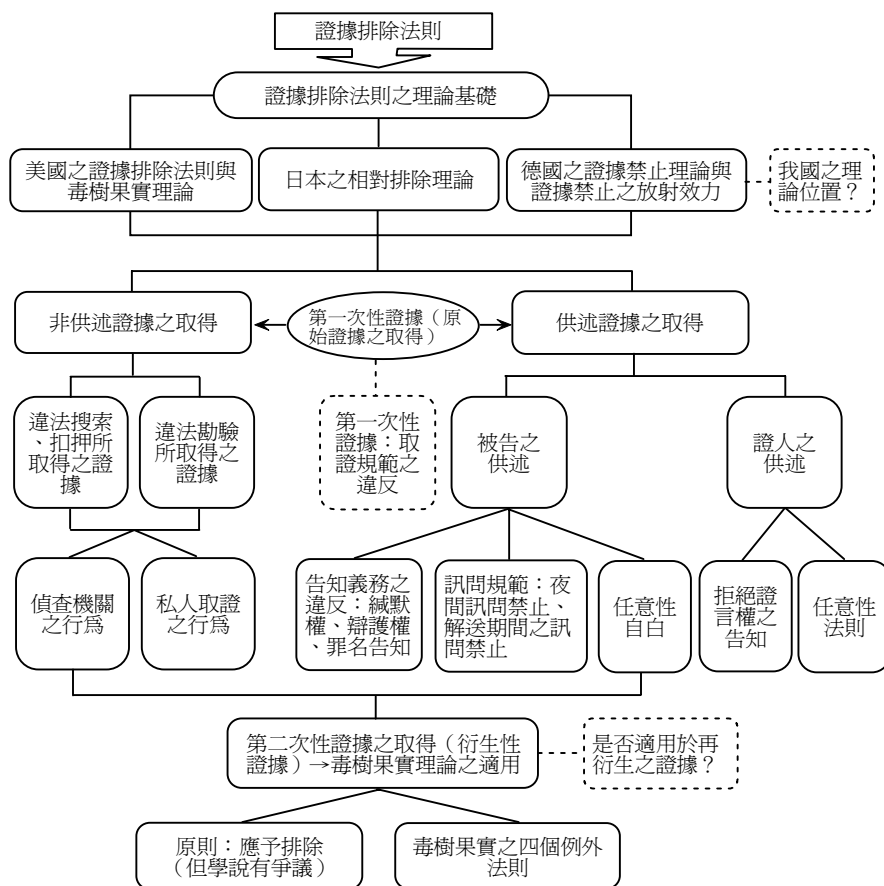 證據排除法則
證據排除法則之理論基礎
美國之證據排除法則與
毒樹果實理論
日本之相對排除理論
德國之證據禁止理論與
證據禁止之放射效力
我國之理
論位置？
非供述證據之取得
第一次性證據（原
始證據之取得）
供述證據之取得
違法搜索
、扣押所
取得之證
據
違法勘驗
所取得之
證據
第一次性
證據：取
證規範之
違反
被告之
供述
證人之
供述
偵查機關
之行為
私人取證
之行為
告知義務之
違反：緘默
權、辯護權
、罪名告知
訊問規範：夜
間訊問禁止、
解送期間之訊
問禁止
任意性
自白
拒絕證
言權之
告知
任意性
法則
第二次性證據之取得（衍生性
證據）→毒樹果實理論之適用
是否適用於再
衍生之證據？
原則：應予排除
（但學說有爭議）
毒樹果實之四個例外
法則